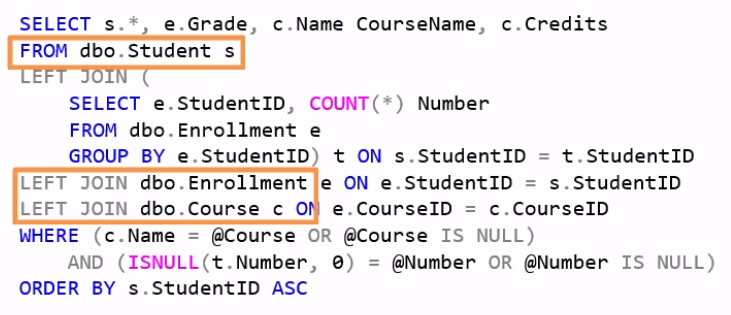 SELECT s.*, e.Grade, c.Name CourseName, c.Credits
FROM dbo.Student s
LEFT JOIN (
SELECT e.StudentID, COUNT(*) Number
FROM dbo.Enrollment e
GROUP BY e.StudentID) t ON s.StudentID = t.StudentID
LEFT JOIN dbo.Enrollment e ON e.StudentID = s.StudentID
LEFT JOIN dbo.Course c ON e.CourseID = c.CourseID
WHERE (c.Name = @Course OR @Course IS NULL)
AND (ISNULL(t.Number, 0) = @Number OR @Number IS NULL)
ORDER BY s.StudentID ASC